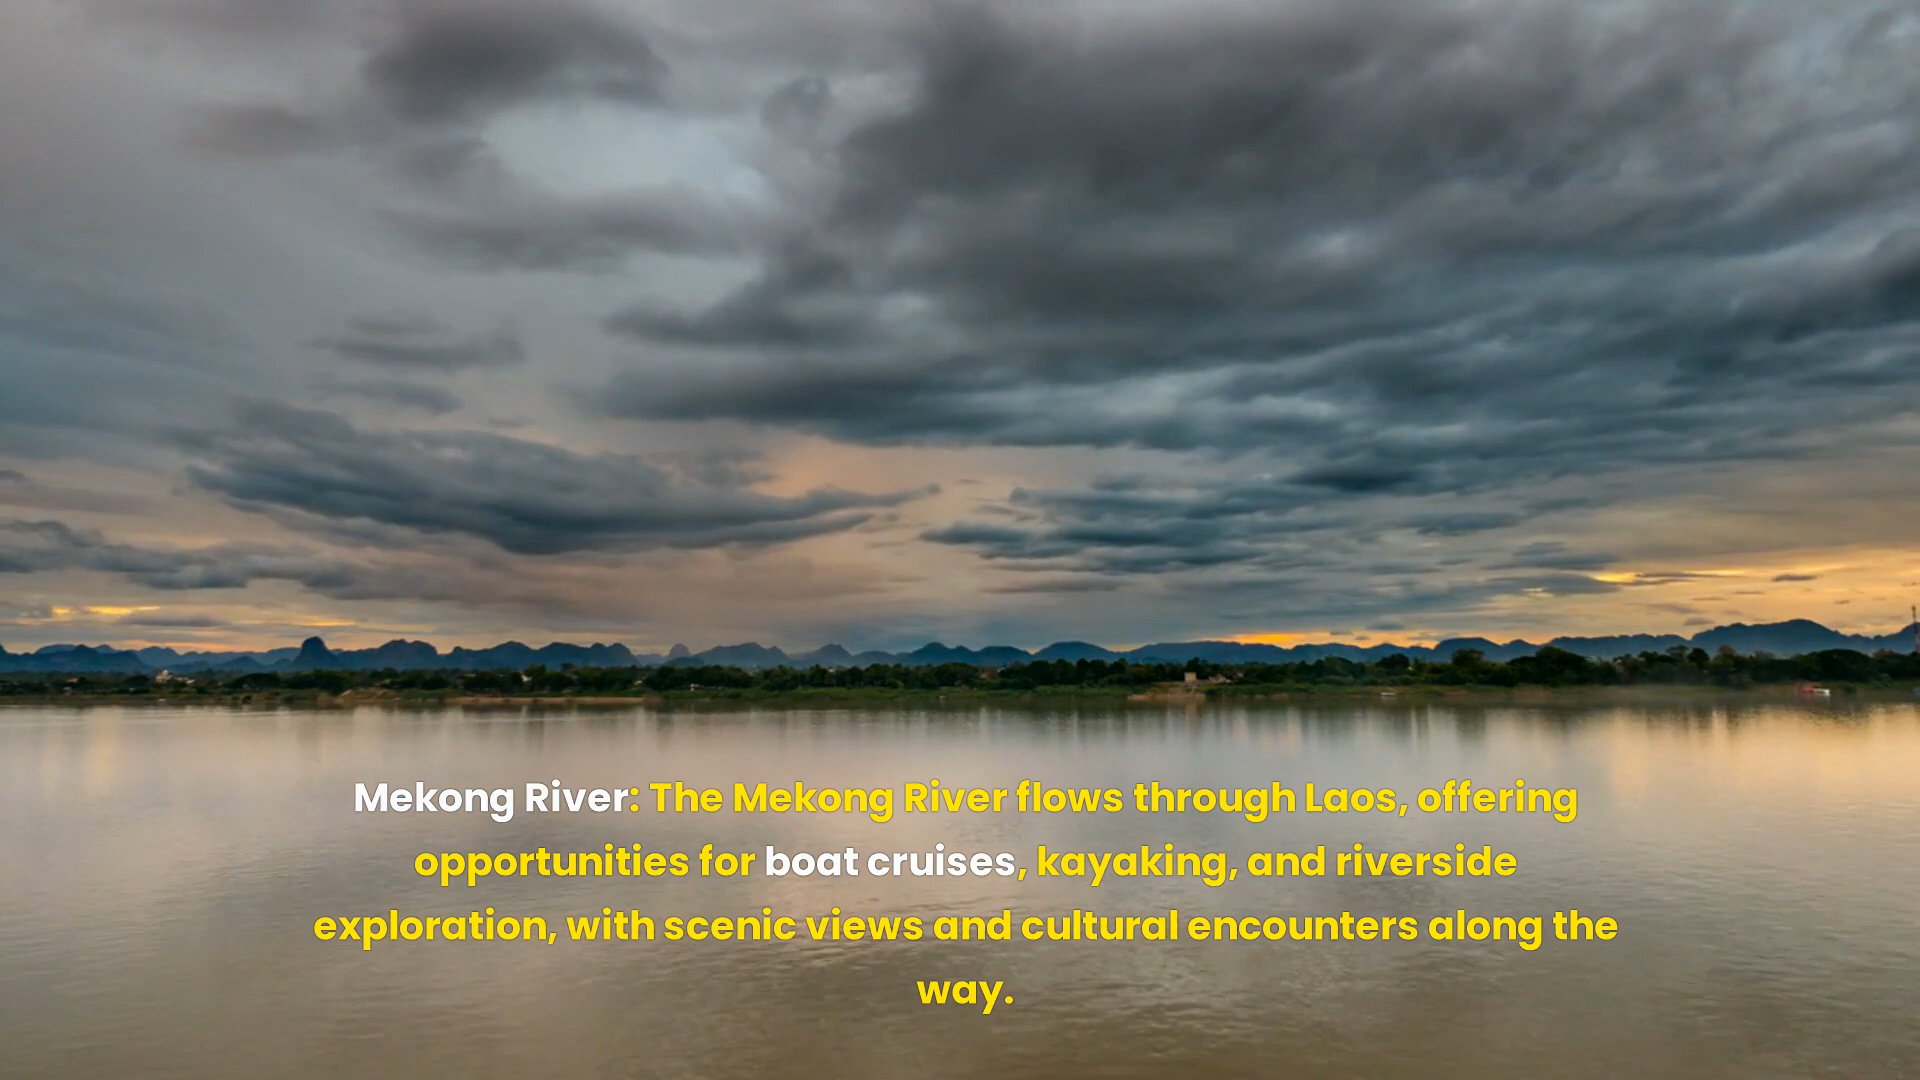 Mekong River: The Mekong River flows through Laos, offering
opportunities for boat cruises, kayaking, and riverside
exploration, with scenic views and cultural encounters along the
way.